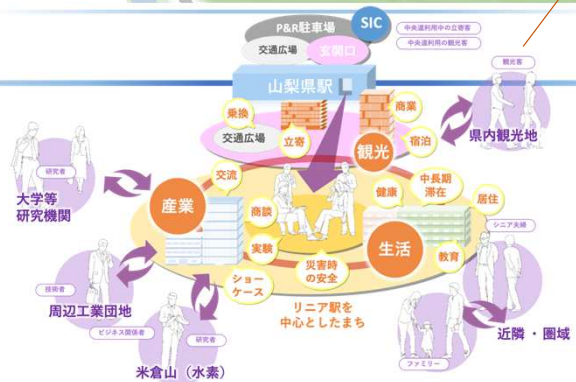 P&R駐車場
SIC
中央道利用中の立寄客
中央道利用の観光客
交通広場
玄関口
山梨県駅
観光客
乗換
商業
交通広場
立寄
宿泊
観光
県内観光地
研究者
大学等
研究機関
交流
健康
中長期
滞在
居住
産業
商談
シニア夫婦
実験
生活
教育
災害時
の安全
ショー
ケース
技術者
周辺工業団地
リニア駅を
中心としたまち
ビジネス関係者
研究者
近隣・圏域
ファミリー
米倉山（水素）